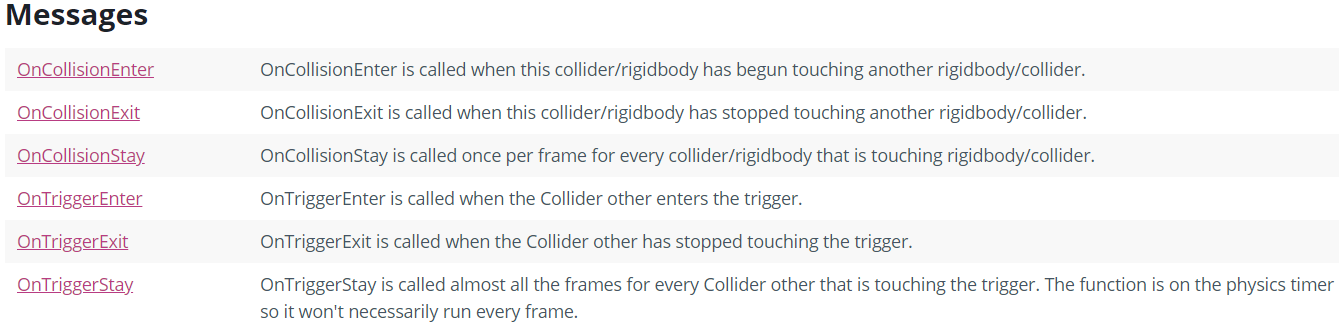 Messages
OnCollisionEnter OnCollisionEnter is called when this collider/rigidbody has begun touching another rigidbody/collider.
OnCollisionExit OnCollisionExit is called when this collider/rigidbody has stopped touching another rigidbody/collider.
OnCollisionStay OnCollisionStay is called once per frame for every collider/rigidbody that is touching rigidbody/collider.
OnTriggerEnter OnTriggerEnter is called when the Collider other enters the trigger.
OnTriggerExit OnTriggerExit is called when the Collider other has stopped touching the trigger.
OnTriggerStay OnTriggerStay is called almost all the frames for every Collider other that is touching the trigger. The function is on the physics timer
so it won't necessarily run every frame.